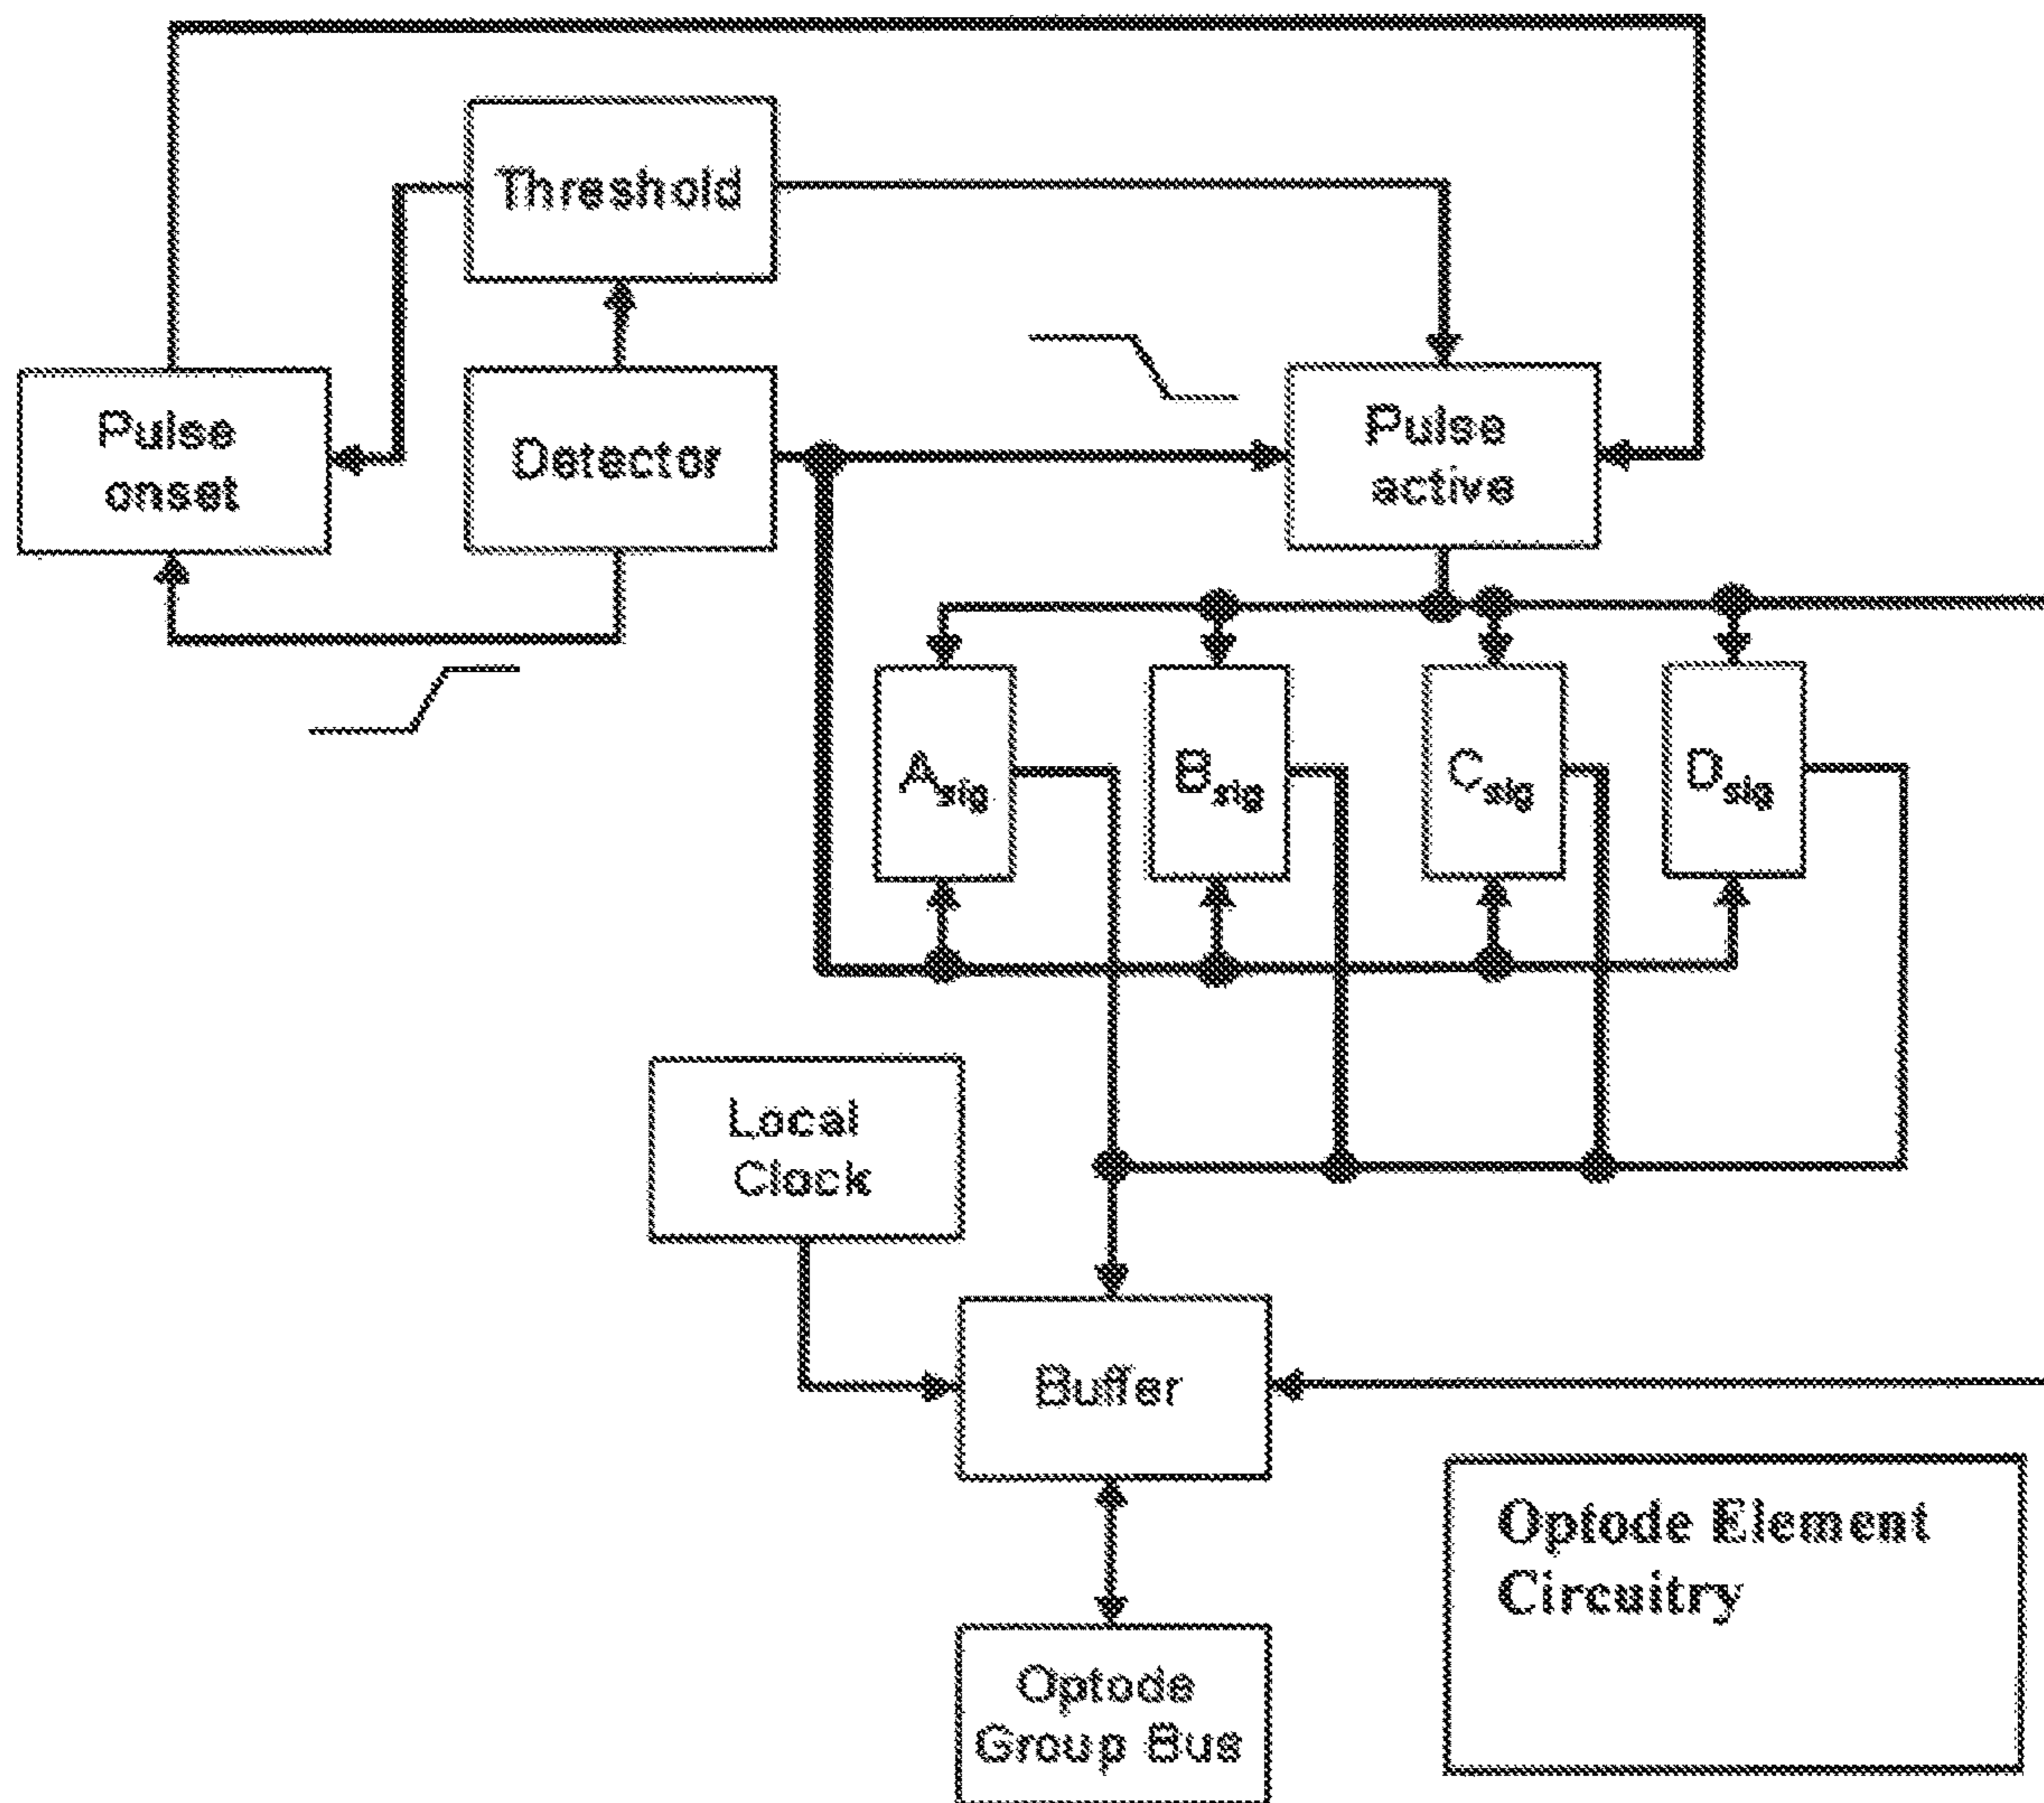 Threshold
Pulse
onset
Detector
Pulse
active
Asig
Bsig
Csig
Dsig
Local
Clock
Buffer
Optode Element
Circuitry
Optode
Group Bus